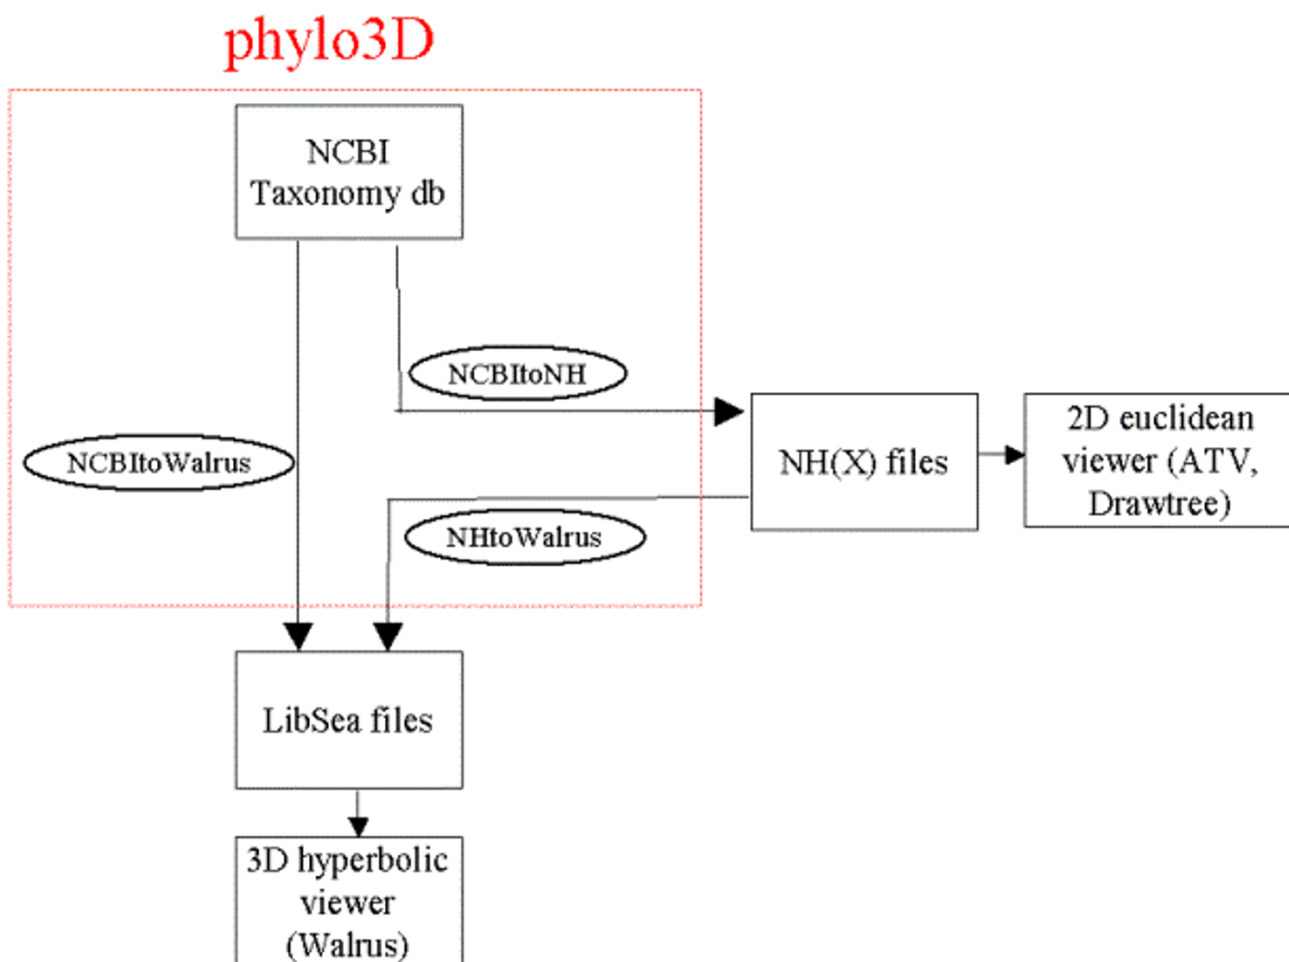 phylo3D
NCBI
Taxonomy db
NCBItoNH
NCBItoWalrus
NH(X) files
2D euclidean
viewer (ATV,
Drawtree)
NHtoWalrus
LibSea files
3D hyperbolic
viewer
(Walrus)